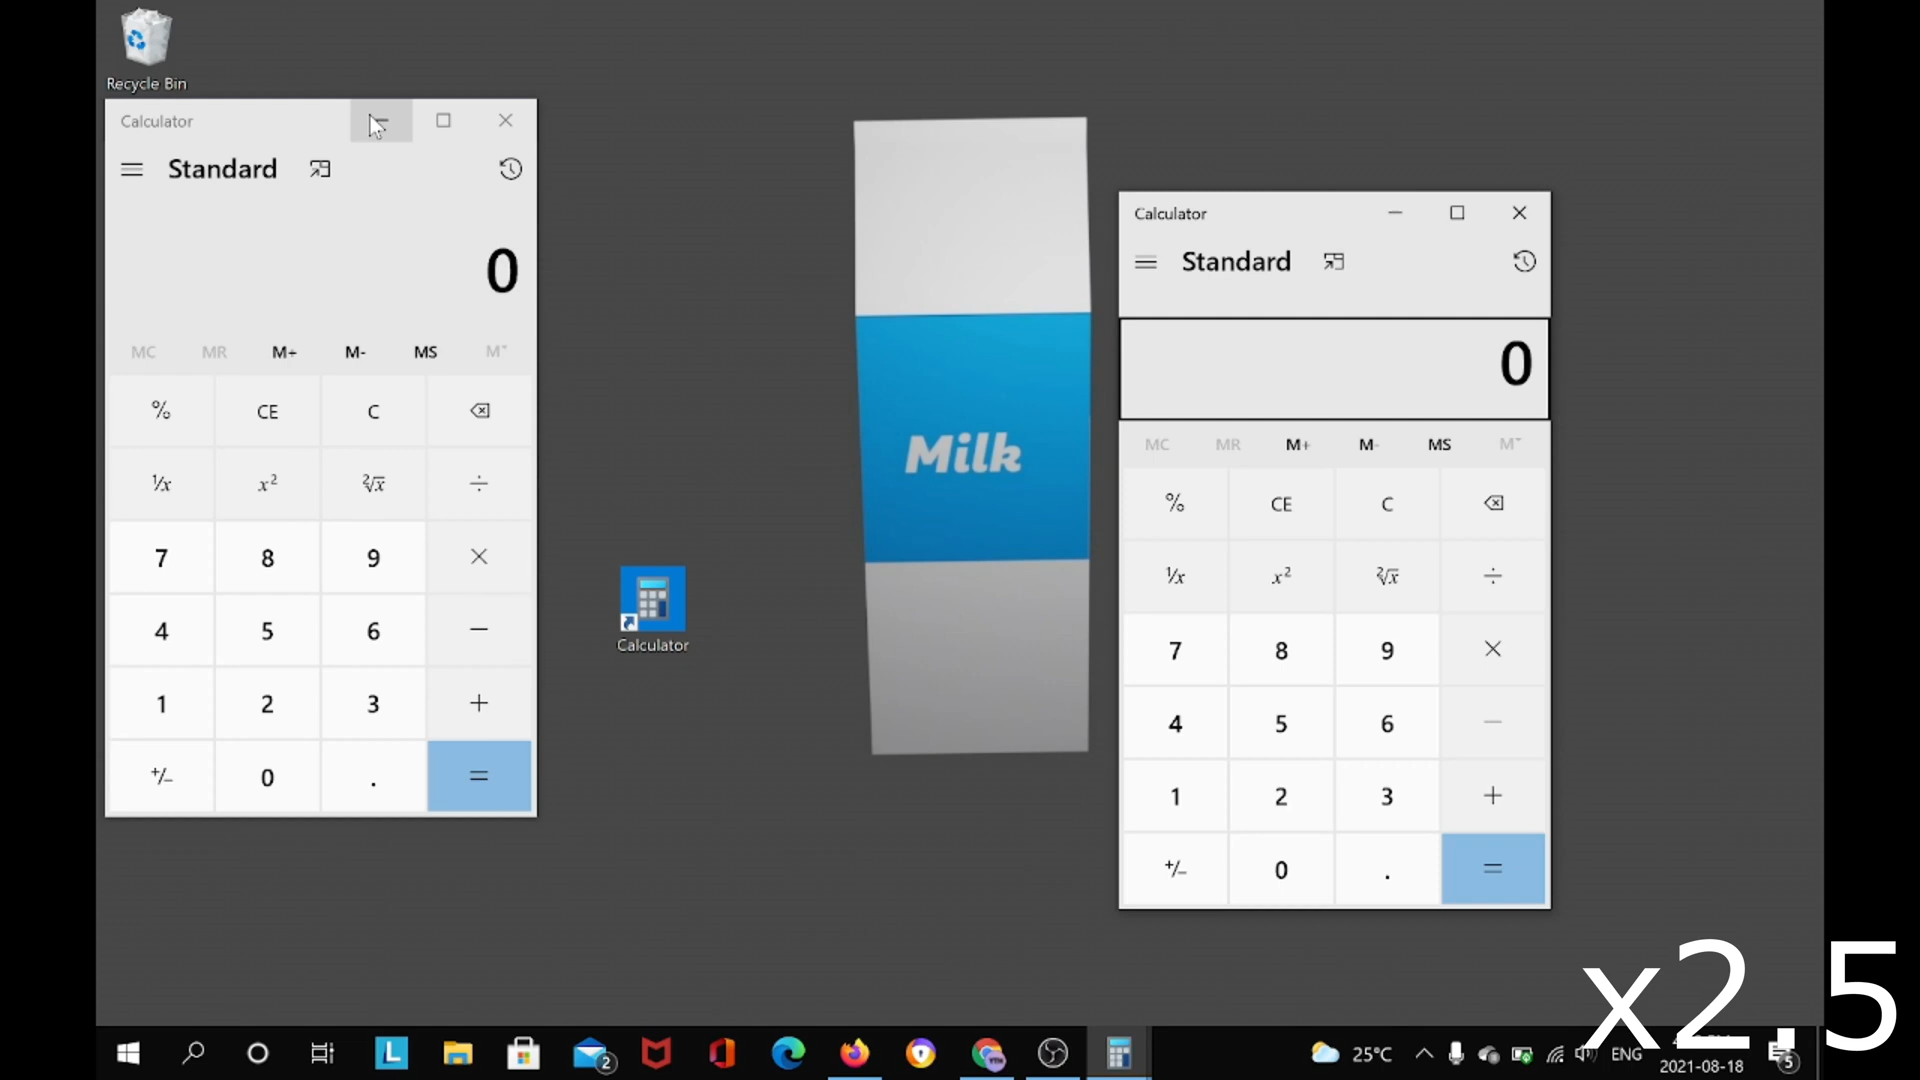 Recycle Bin
Calculator
Standard
0
MC MR M+ M- MS M˅
% CE C
¹/x x² ²√x ÷
7 8 9 ×
4 5 6 −
1 2 3 +
+/− 0 . =
Calculator
Milk
Calculator
Standard
0
MC MR M+ M- MS M˅
% CE C
¹/x x² ²√x ÷
7 8 9 ×
4 5 6 −
1 2 3 +
+/− 0 . =
x2.5
L
2
25°C
ENG
2021-08-18
5